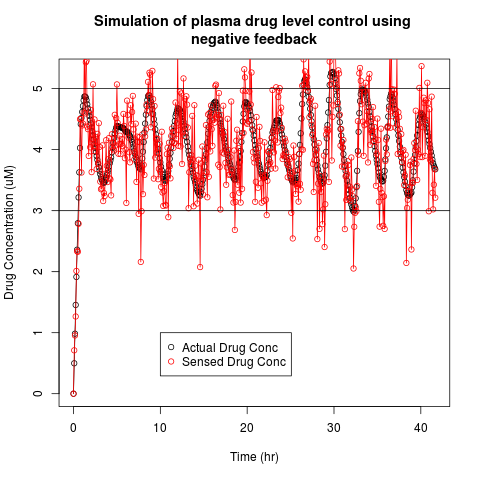 Simulation of plasma drug level control using
negative feedback
Drug Concentration (uM)
5
4
3
2
1
0
Actual Drug Conc
Sensed Drug Conc
0 10 20 30 40
Time (hr)